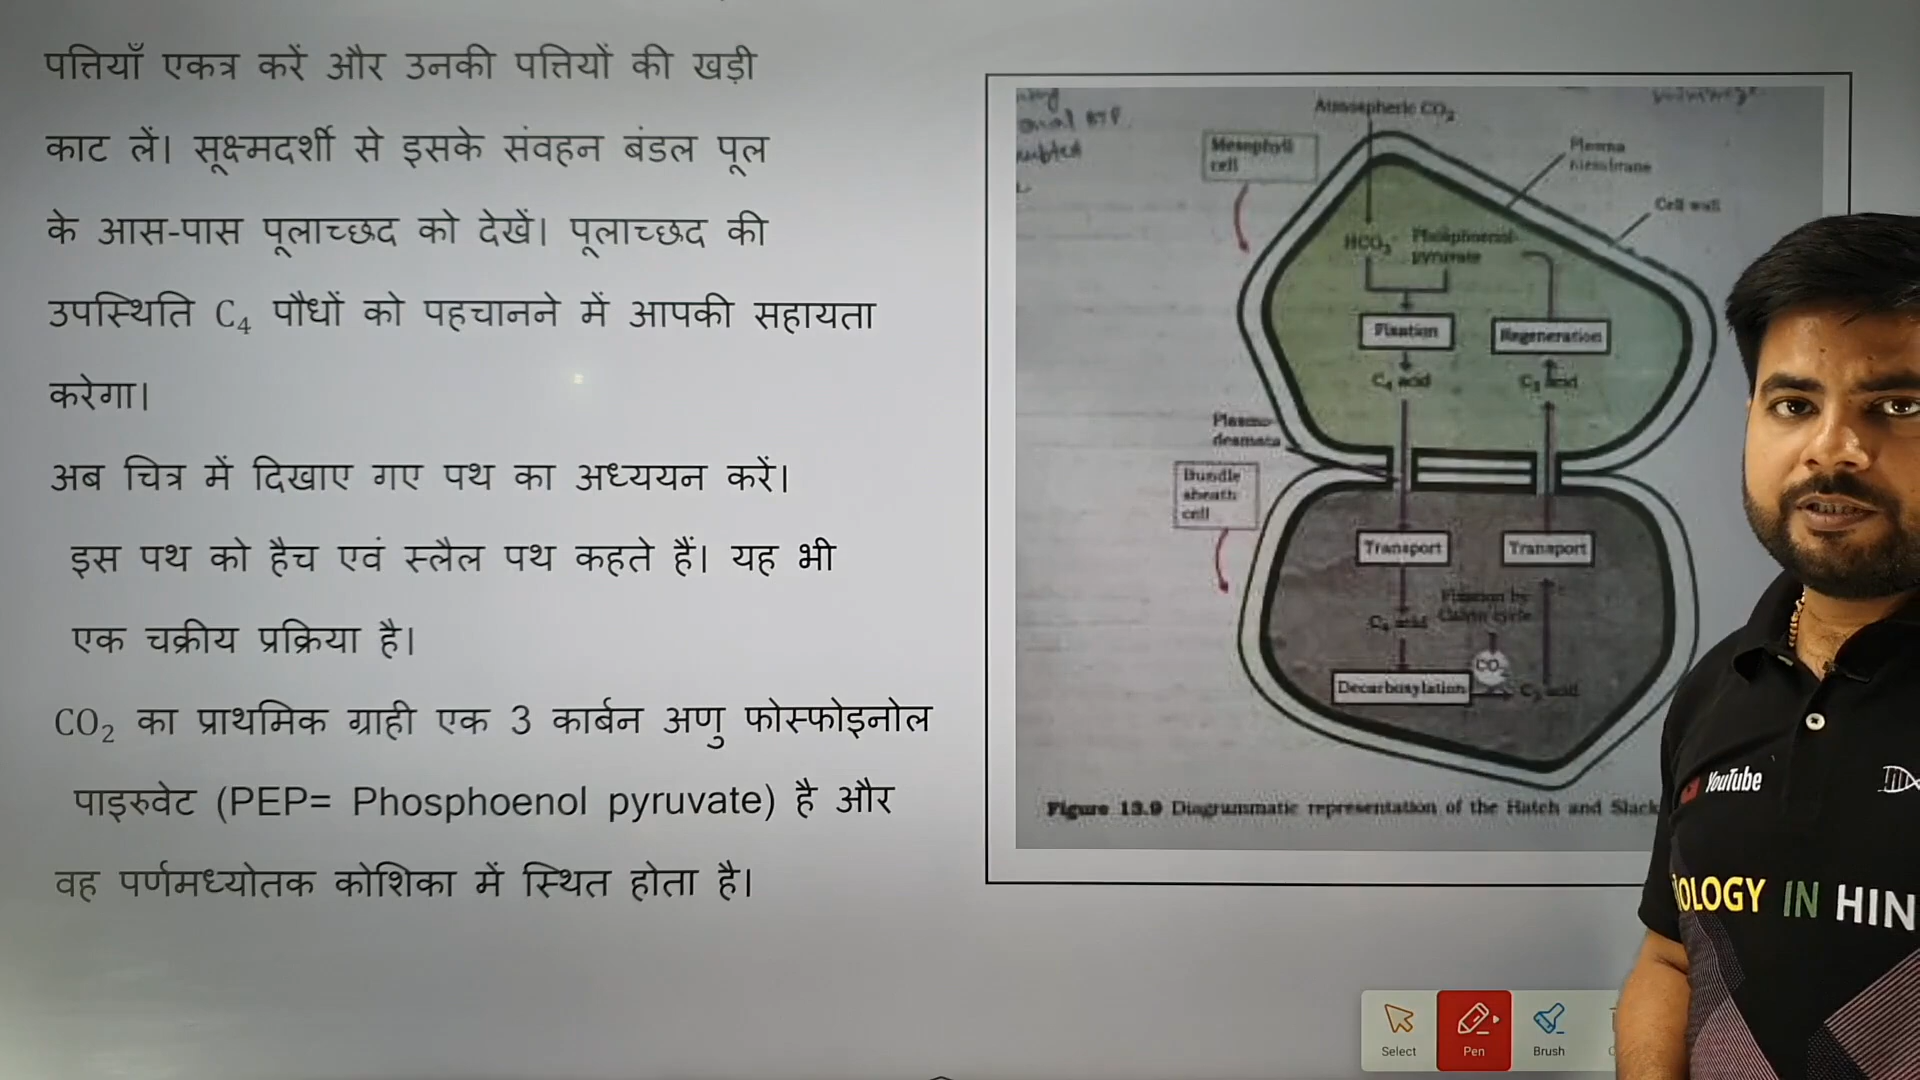 पत्तियाँ एकत्र करें और उनकी पत्तियों की खड़ी
काट लें। सूक्ष्मदर्शी से इसके संवहन बंडल पूल
के आस-पास पूलाच्छद को देखें। पूलाच्छद की
उपस्थिति C₄ पौधों को पहचानने में आपकी सहायता
करेगा।
अब चित्र में दिखाए गए पथ का अध्ययन करें।
इस पथ को हैच एवं स्लैल पथ कहते हैं। यह भी
एक चक्रीय प्रक्रिया है।
CO₂ का प्राथमिक ग्राही एक 3 कार्बन अणु फोस्फोइनोल
पाइरुवेट (PEP= Phosphoenol pyruvate) है और
वह पर्णमध्योतक कोशिका में स्थित होता है।
Atmospheric CO₂
Mesophyll
cell
Plasma
membrane
Cell wall
HCO₃⁻ Phosphoenol-
pyruvate
Fixation
Regeneration
C₄ acid
C₃ acid
Plasmo-
desmata
Bundle
sheath
cell
Transport
Transport
Fixation by
Calvin cycle
C₄ acid
CO₂
Decarboxylation
C₃ acid
Figure 13.9 Diagrammatic representation of the Hatch and Slack
YouTube
IOLOGY IN HIN
Select
Pen
Brush